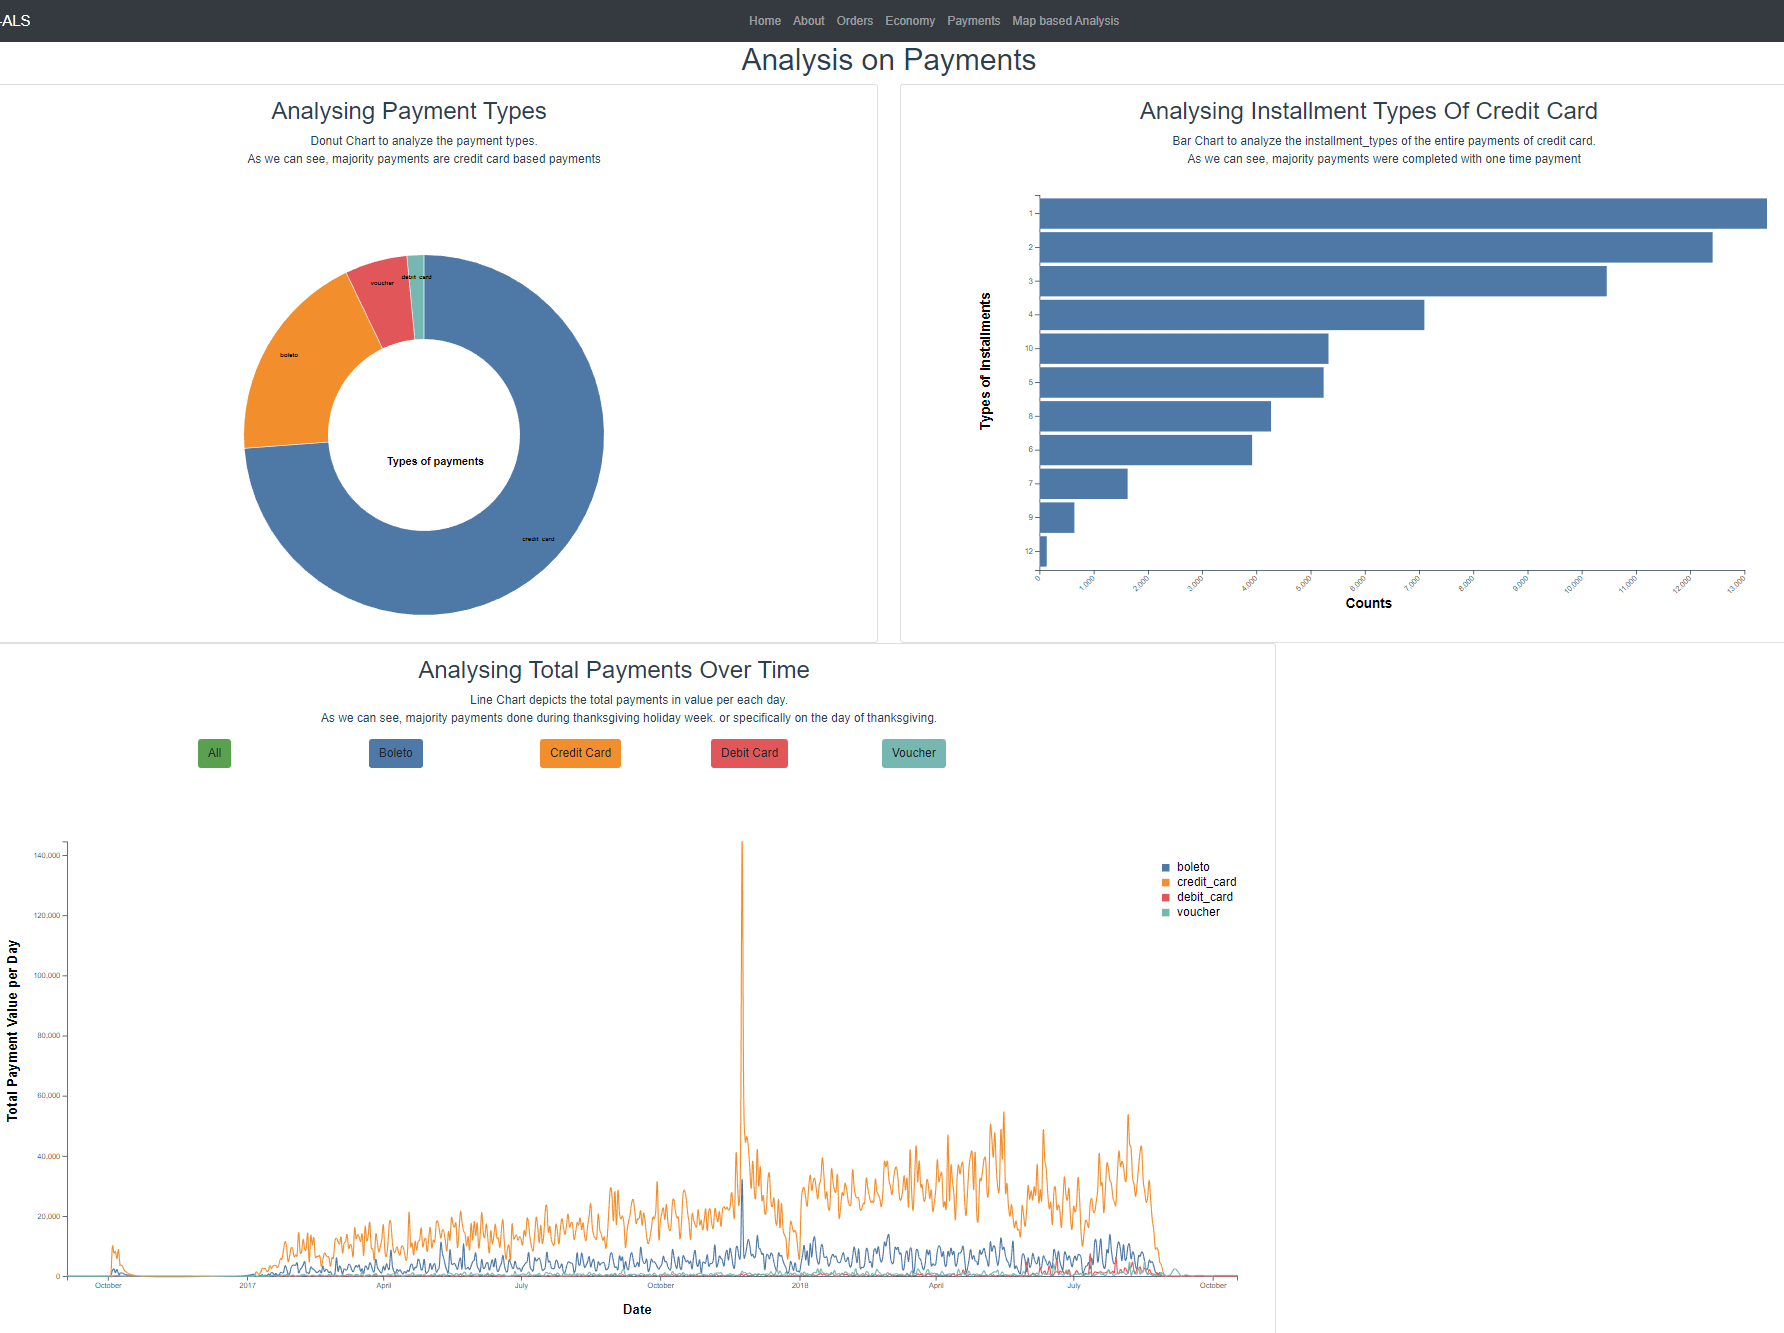 -ALS
Home About Orders Economy Payments Map based Analysis
Analysis on Payments
Analysing Payment Types
Donut Chart to analyze the payment types.
As we can see, majority payments are credit card based payments
debit card
voucher
boleto
Types of payments
credit card
Analysing Installment Types Of Credit Card
Bar Chart to analyze the installment_types of the entire payments of credit card.
As we can see, majority payments were completed with one time payment
Types of Installments
1
2
3
4
10
5
8
6
7
9
12
0 1,000 2,000 3,000 4,000 5,000 6,000 7,000 8,000 9,000 10,000 11,000 12,000 13,000
Counts
Analysing Total Payments Over Time
Line Chart depicts the total payments in value per each day.
As we can see, majority payments done during thanksgiving holiday week. or specifically on the day of thanksgiving.
All Boleto Credit Card Debit Card Voucher
Total Payment Value per Day
140,000
120,000
100,000
80,000
60,000
40,000
20,000
0
boleto
credit_card
debit_card
voucher
October 2017 April July October 2018 April July October
Date